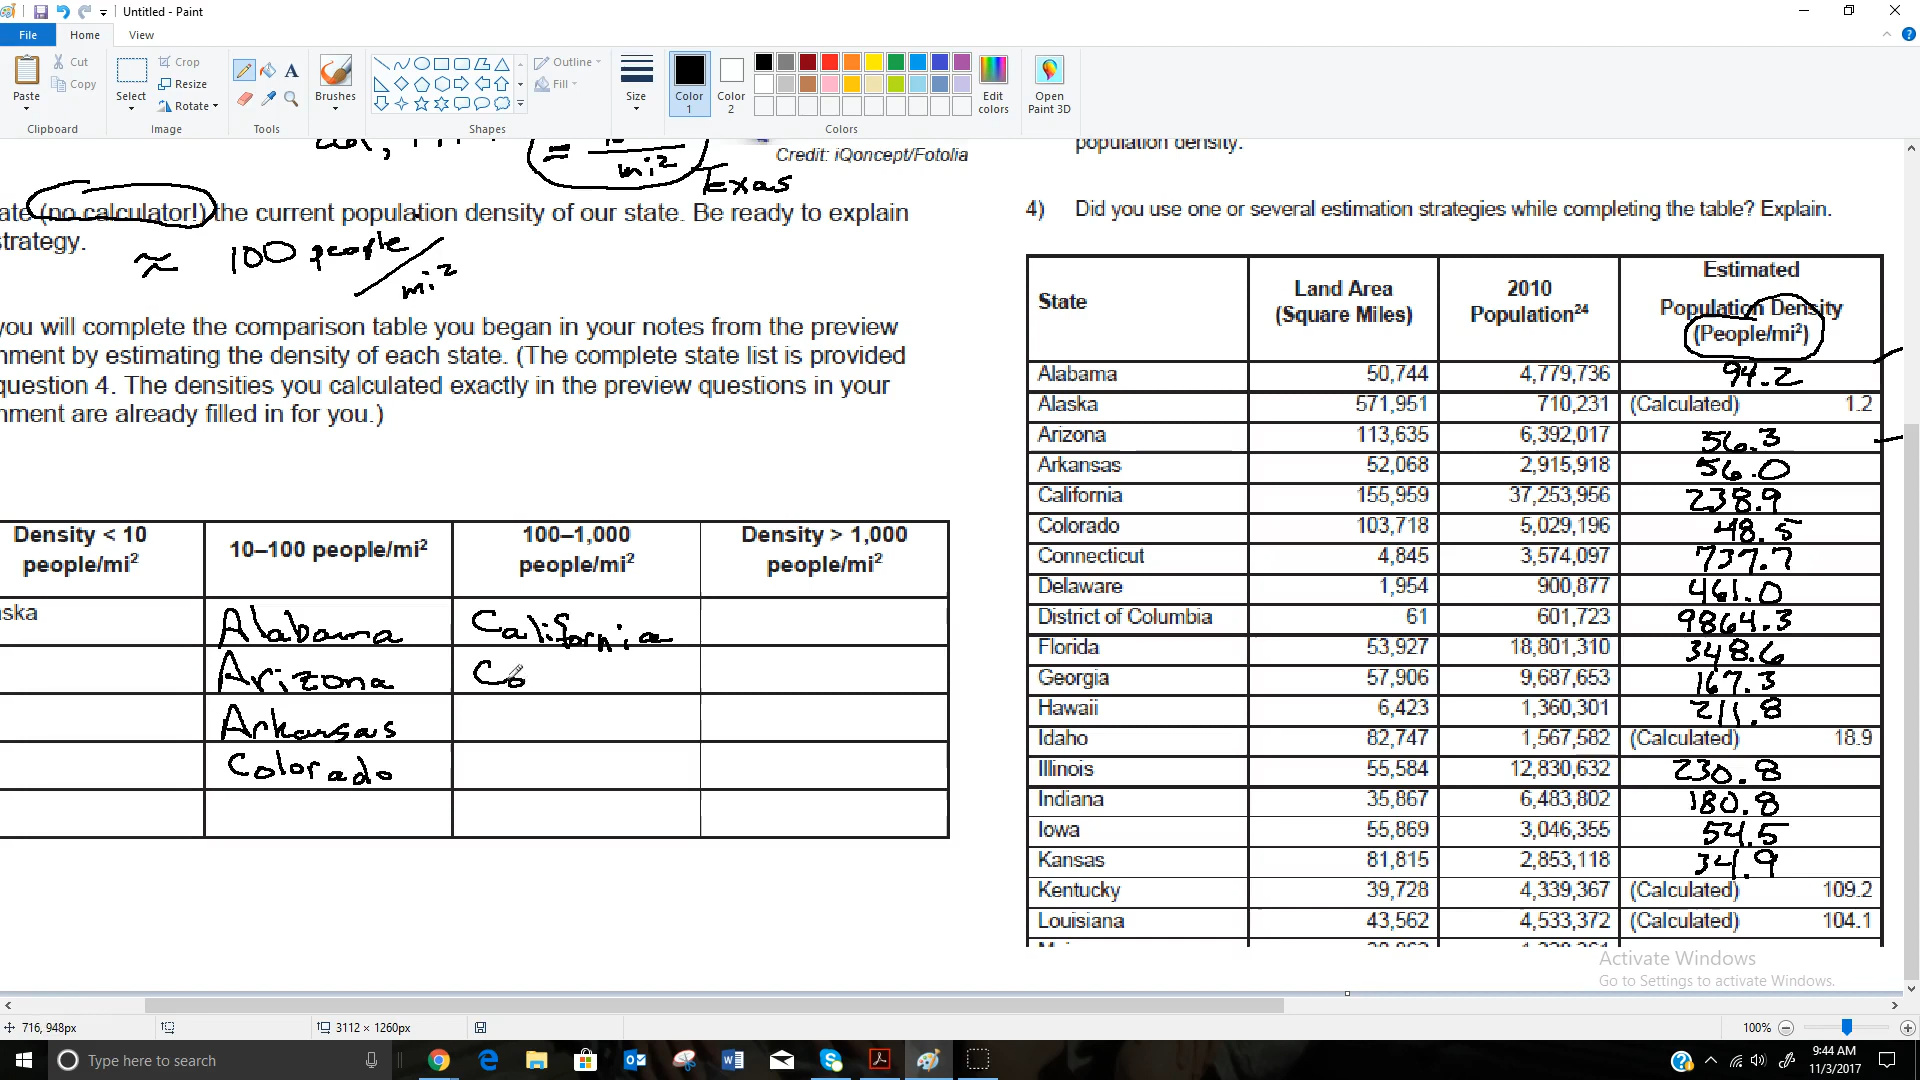 Untitled - Paint
File Home View
Paste
Cut
Copy
Clipboard
Select
Crop
Resize
Rotate
Image
Tools
Brushes
Outline
Fill
Shapes
Size
Color 1
Color 2
Edit colors
Colors
Open Paint 3D
= mi²
Credit: iQoncept/Fotolia
Texas
ate (no calculator!) the current population density of our state. Be ready to explain
strategy.
≈ 100 people/mi²
you will complete the comparison table you began in your notes from the preview
nment by estimating the density of each state. (The complete state list is provided
question 4. The densities you calculated exactly in the preview questions in your
nment are already filled in for you.)
Density < 10 people/mi² 10–100 people/mi² 100–1,000 people/mi² Density > 1,000 people/mi²
ska Alabama California
Arizona Co
Arkansas
Colorado
population density.
4) Did you use one or several estimation strategies while completing the table? Explain.
State Land Area (Square Miles) 2010 Population24 Estimated Population Density (People/mi²)
Alabama 50,744 4,779,736 94.2
Alaska 571,951 710,231 (Calculated) 1.2
Arizona 113,635 6,392,017 56.3
Arkansas 52,068 2,915,918 56.0
California 155,959 37,253,956 238.9
Colorado 103,718 5,029,196 48.5
Connecticut 4,845 3,574,097 737.7
Delaware 1,954 900,877 461.0
District of Columbia 61 601,723 9864.3
Florida 53,927 18,801,310 348.6
Georgia 57,906 9,687,653 167.3
Hawaii 6,423 1,360,301 211.8
Idaho 82,747 1,567,582 (Calculated) 18.9
Illinois 55,584 12,830,632 230.8
Indiana 35,867 6,483,802 180.8
Iowa 55,869 3,046,355 54.5
Kansas 81,815 2,853,118 34.9
Kentucky 39,728 4,339,367 (Calculated) 109.2
Louisiana 43,562 4,533,372 (Calculated) 104.1
Activate Windows
Go to Settings to activate Windows.
716, 948px 3112 × 1260px 100%
Type here to search
9:44 AM
11/3/2017